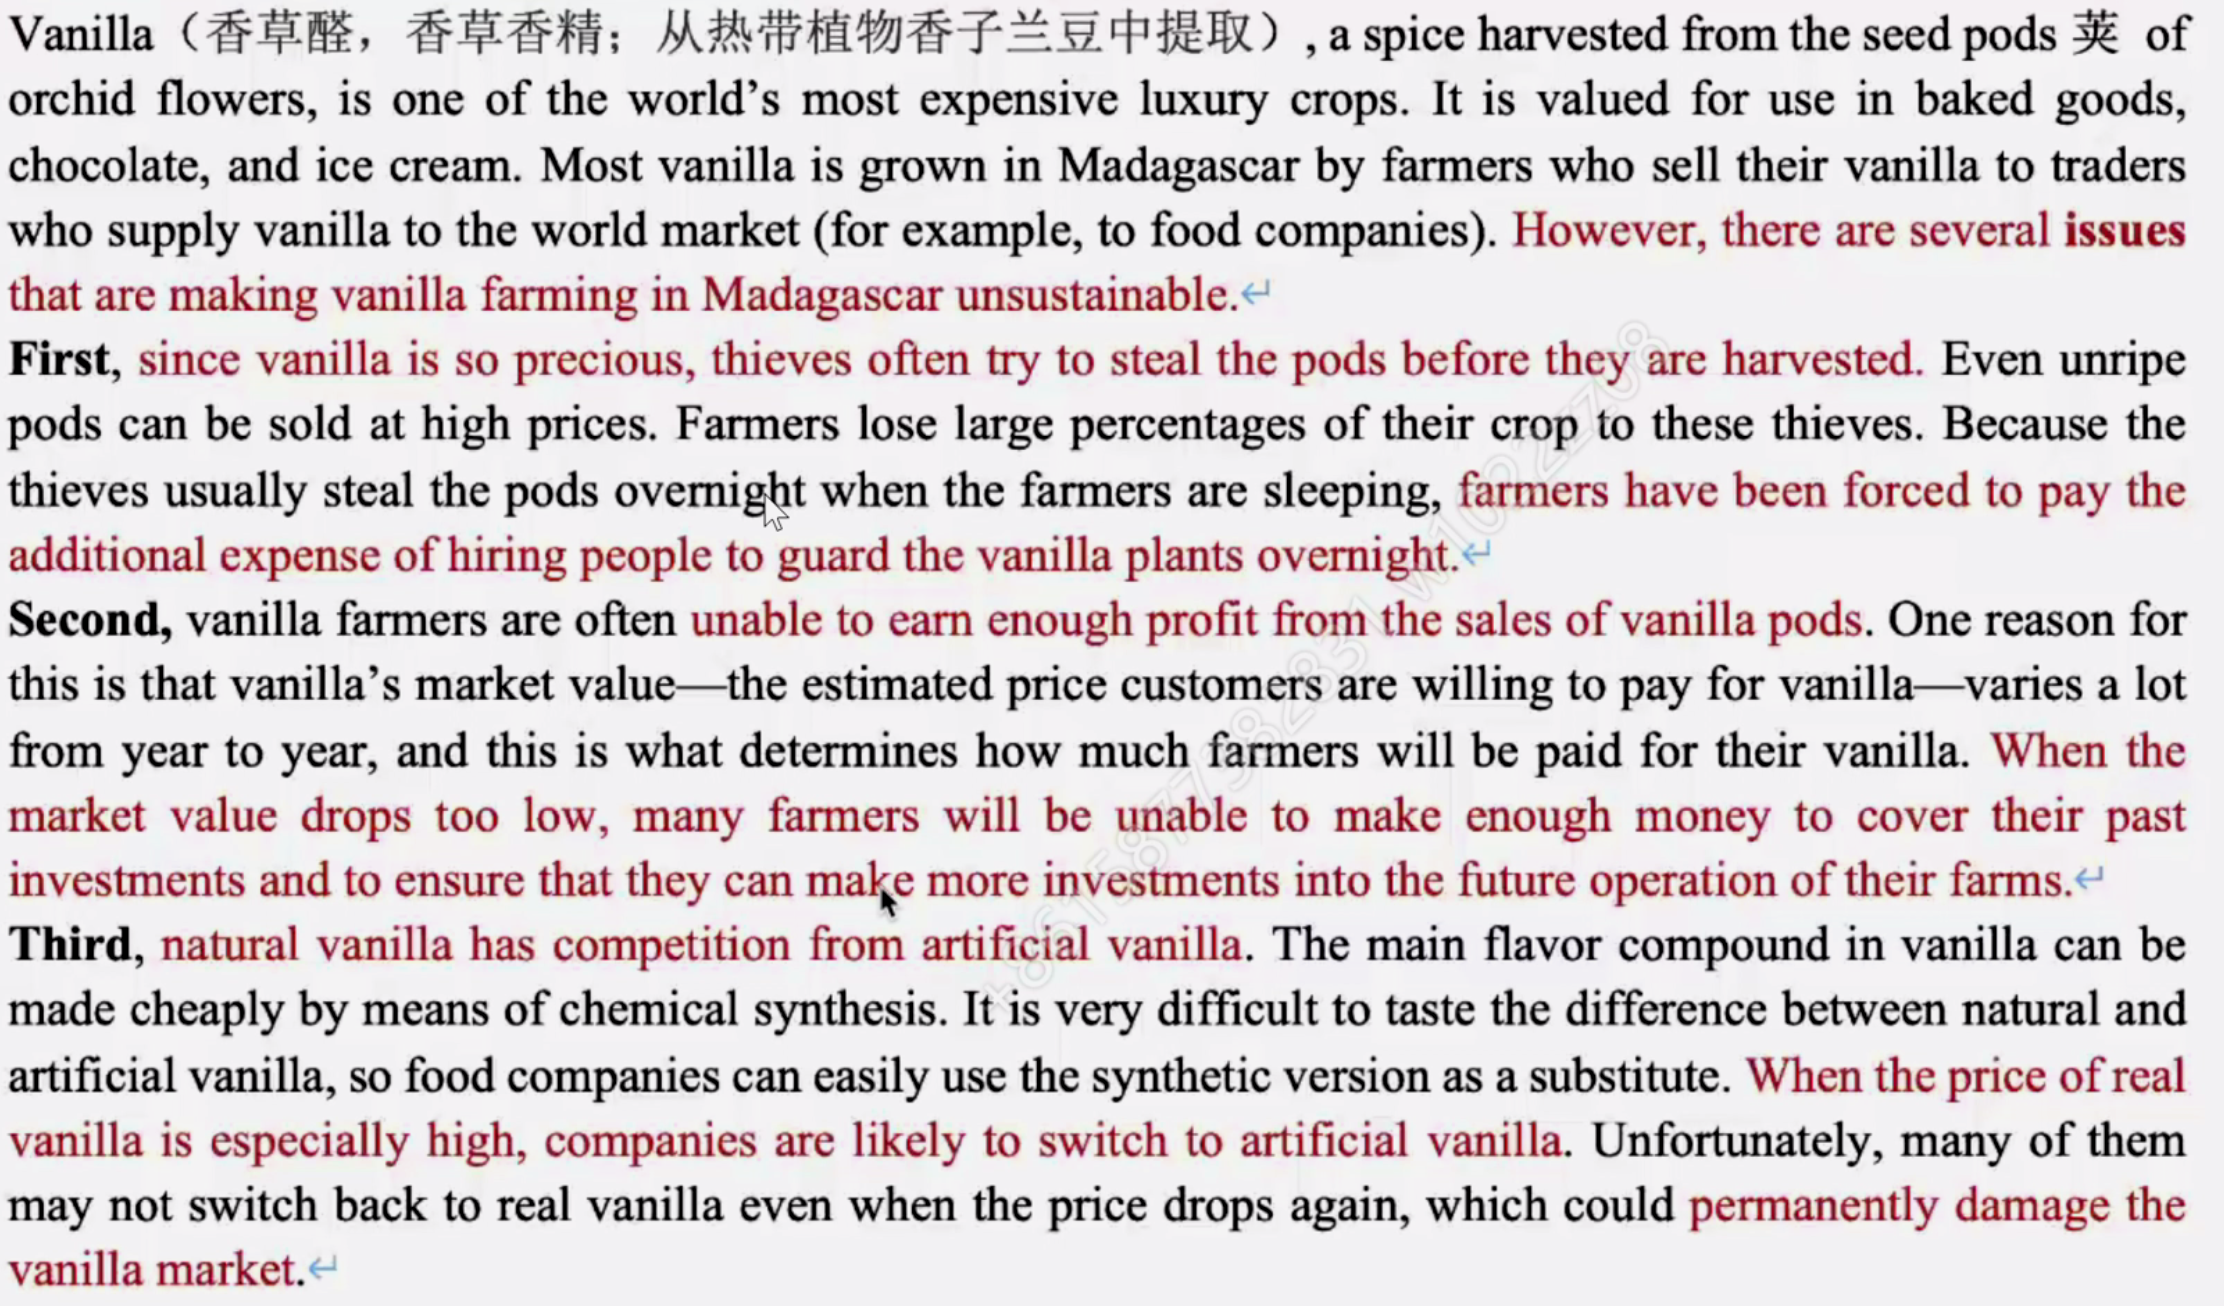 Vanilla（香草醛，香草香精；从热带植物香子兰豆中提取）, a spice harvested from the seed pods 荚 of
orchid flowers, is one of the world’s most expensive luxury crops. It is valued for use in baked goods,
chocolate, and ice cream. Most vanilla is grown in Madagascar by farmers who sell their vanilla to traders
who supply vanilla to the world market (for example, to food companies). However, there are several issues
that are making vanilla farming in Madagascar unsustainable.↵
First, since vanilla is so precious, thieves often try to steal the pods before they are harvested. Even unripe
pods can be sold at high prices. Farmers lose large percentages of their crop to these thieves. Because the
thieves usually steal the pods overnight when the farmers are sleeping, farmers have been forced to pay the
additional expense of hiring people to guard the vanilla plants overnight.↵
Second, vanilla farmers are often unable to earn enough profit from the sales of vanilla pods. One reason for
this is that vanilla’s market value—the estimated price customers are willing to pay for vanilla—varies a lot
from year to year, and this is what determines how much farmers will be paid for their vanilla. When the
market value drops too low, many farmers will be unable to make enough money to cover their past
investments and to ensure that they can make more investments into the future operation of their farms.↵
Third, natural vanilla has competition from artificial vanilla. The main flavor compound in vanilla can be
made cheaply by means of chemical synthesis. It is very difficult to taste the difference between natural and
artificial vanilla, so food companies can easily use the synthetic version as a substitute. When the price of real
vanilla is especially high, companies are likely to switch to artificial vanilla. Unfortunately, many of them
may not switch back to real vanilla even when the price drops again, which could permanently damage the
vanilla market.↵